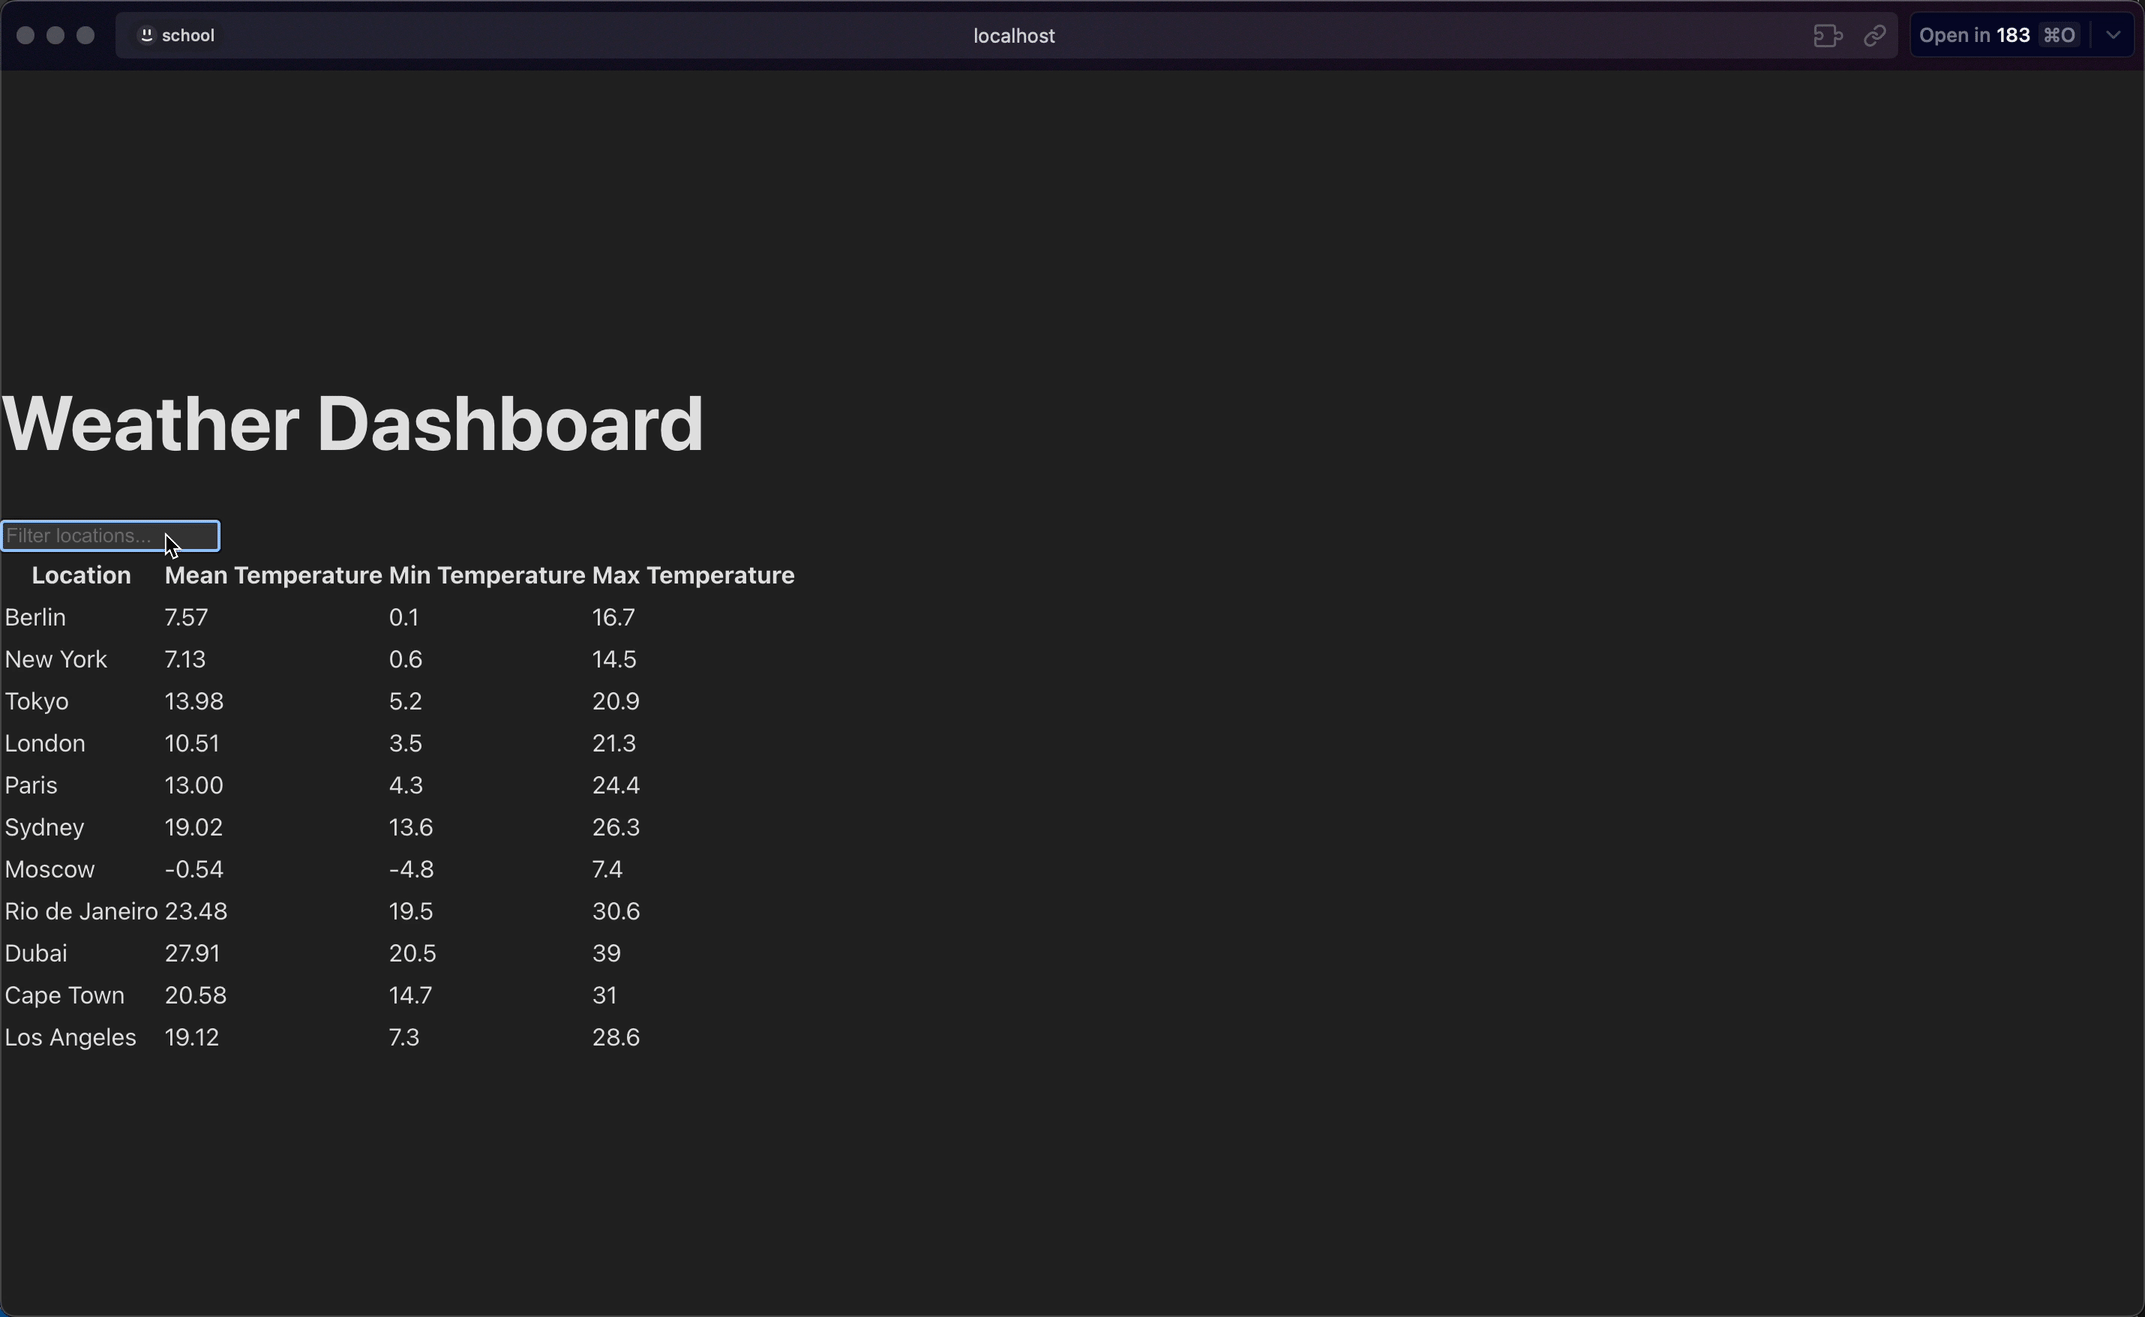 school
localhost
Open in 183 ⌘O
Weather Dashboard
Filter locations...
Location Mean Temperature Min Temperature Max Temperature
Berlin 7.57 0.1 16.7
New York 7.13 0.6 14.5
Tokyo 13.98 5.2 20.9
London 10.51 3.5 21.3
Paris 13.00 4.3 24.4
Sydney 19.02 13.6 26.3
Moscow -0.54 -4.8 7.4
Rio de Janeiro 23.48 19.5 30.6
Dubai 27.91 20.5 39
Cape Town 20.58 14.7 31
Los Angeles 19.12 7.3 28.6